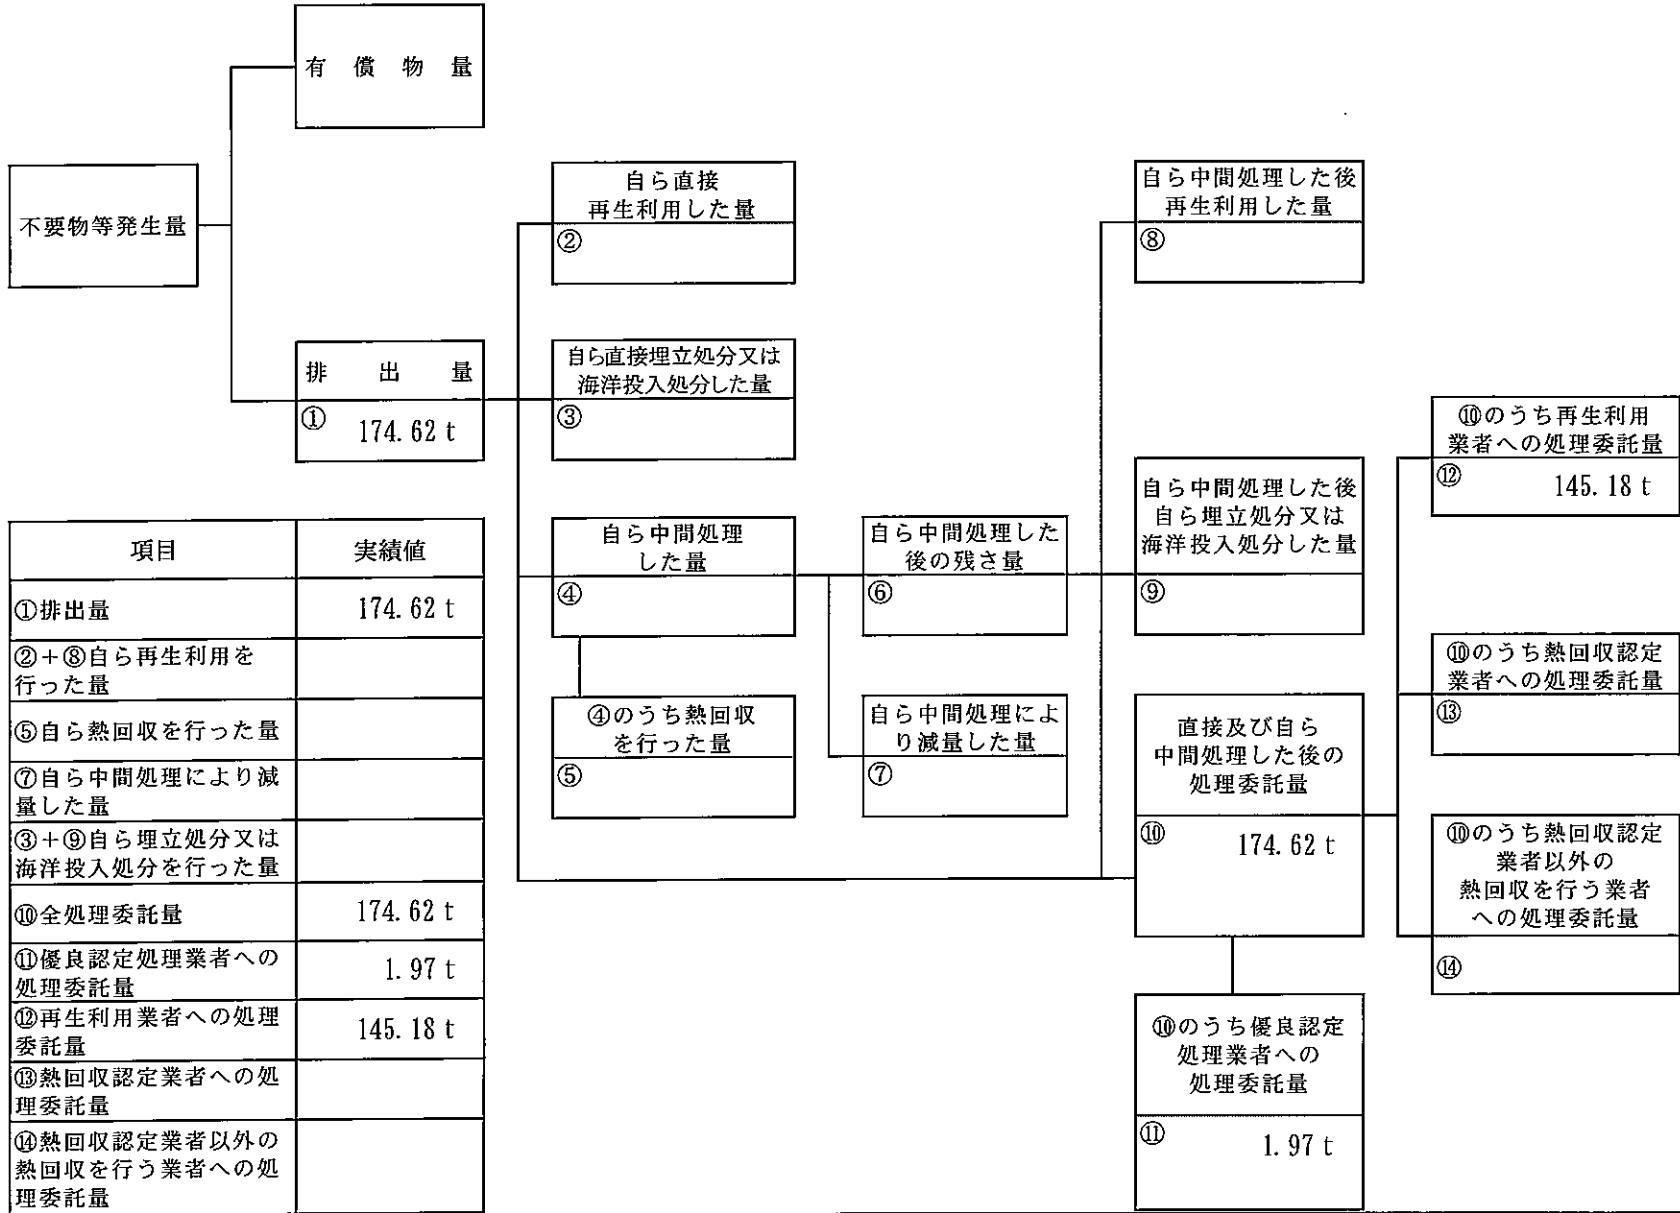 有償物量
不要物等発生量
排出量
① 174.62 t
自ら直接
再生利用した量
②
自ら直接埋立処分又は
海洋投入処分した量
③
自ら中間処理
した量
④
④のうち熱回収
を行った量
⑤
自ら中間処理した
後の残さ量
⑥
自ら中間処理によ
り減量した量
⑦
自ら中間処理した後
再生利用した量
⑧
自ら中間処理した後
自ら埋立処分又は
海洋投入処分した量
⑨
直接及び自ら
中間処理した後の
処理委託量
⑩ 174.62 t
⑩のうち優良認定
処理業者への
処理委託量
⑪ 1.97 t
⑩のうち再生利用
業者への処理委託量
⑫ 145.18 t
⑩のうち熱回収認定
業者への処理委託量
⑬
⑩のうち熱回収認定
業者以外の
熱回収を行う業者
への処理委託量
⑭
項目 実績値
①排出量 174.62 t
②+⑧自ら再生利用を
行った量
⑤自ら熱回収を行った量
⑦自ら中間処理により減
量した量
③+⑨自ら埋立処分又は
海洋投入処分を行った量
⑩全処理委託量 174.62 t
⑪優良認定処理業者への
処理委託量 1.97 t
⑫再生利用業者への処理
委託量 145.18 t
⑬熱回収認定業者への処
理委託量
⑭熱回収認定業者以外の
熱回収を行う業者への処
理委託量